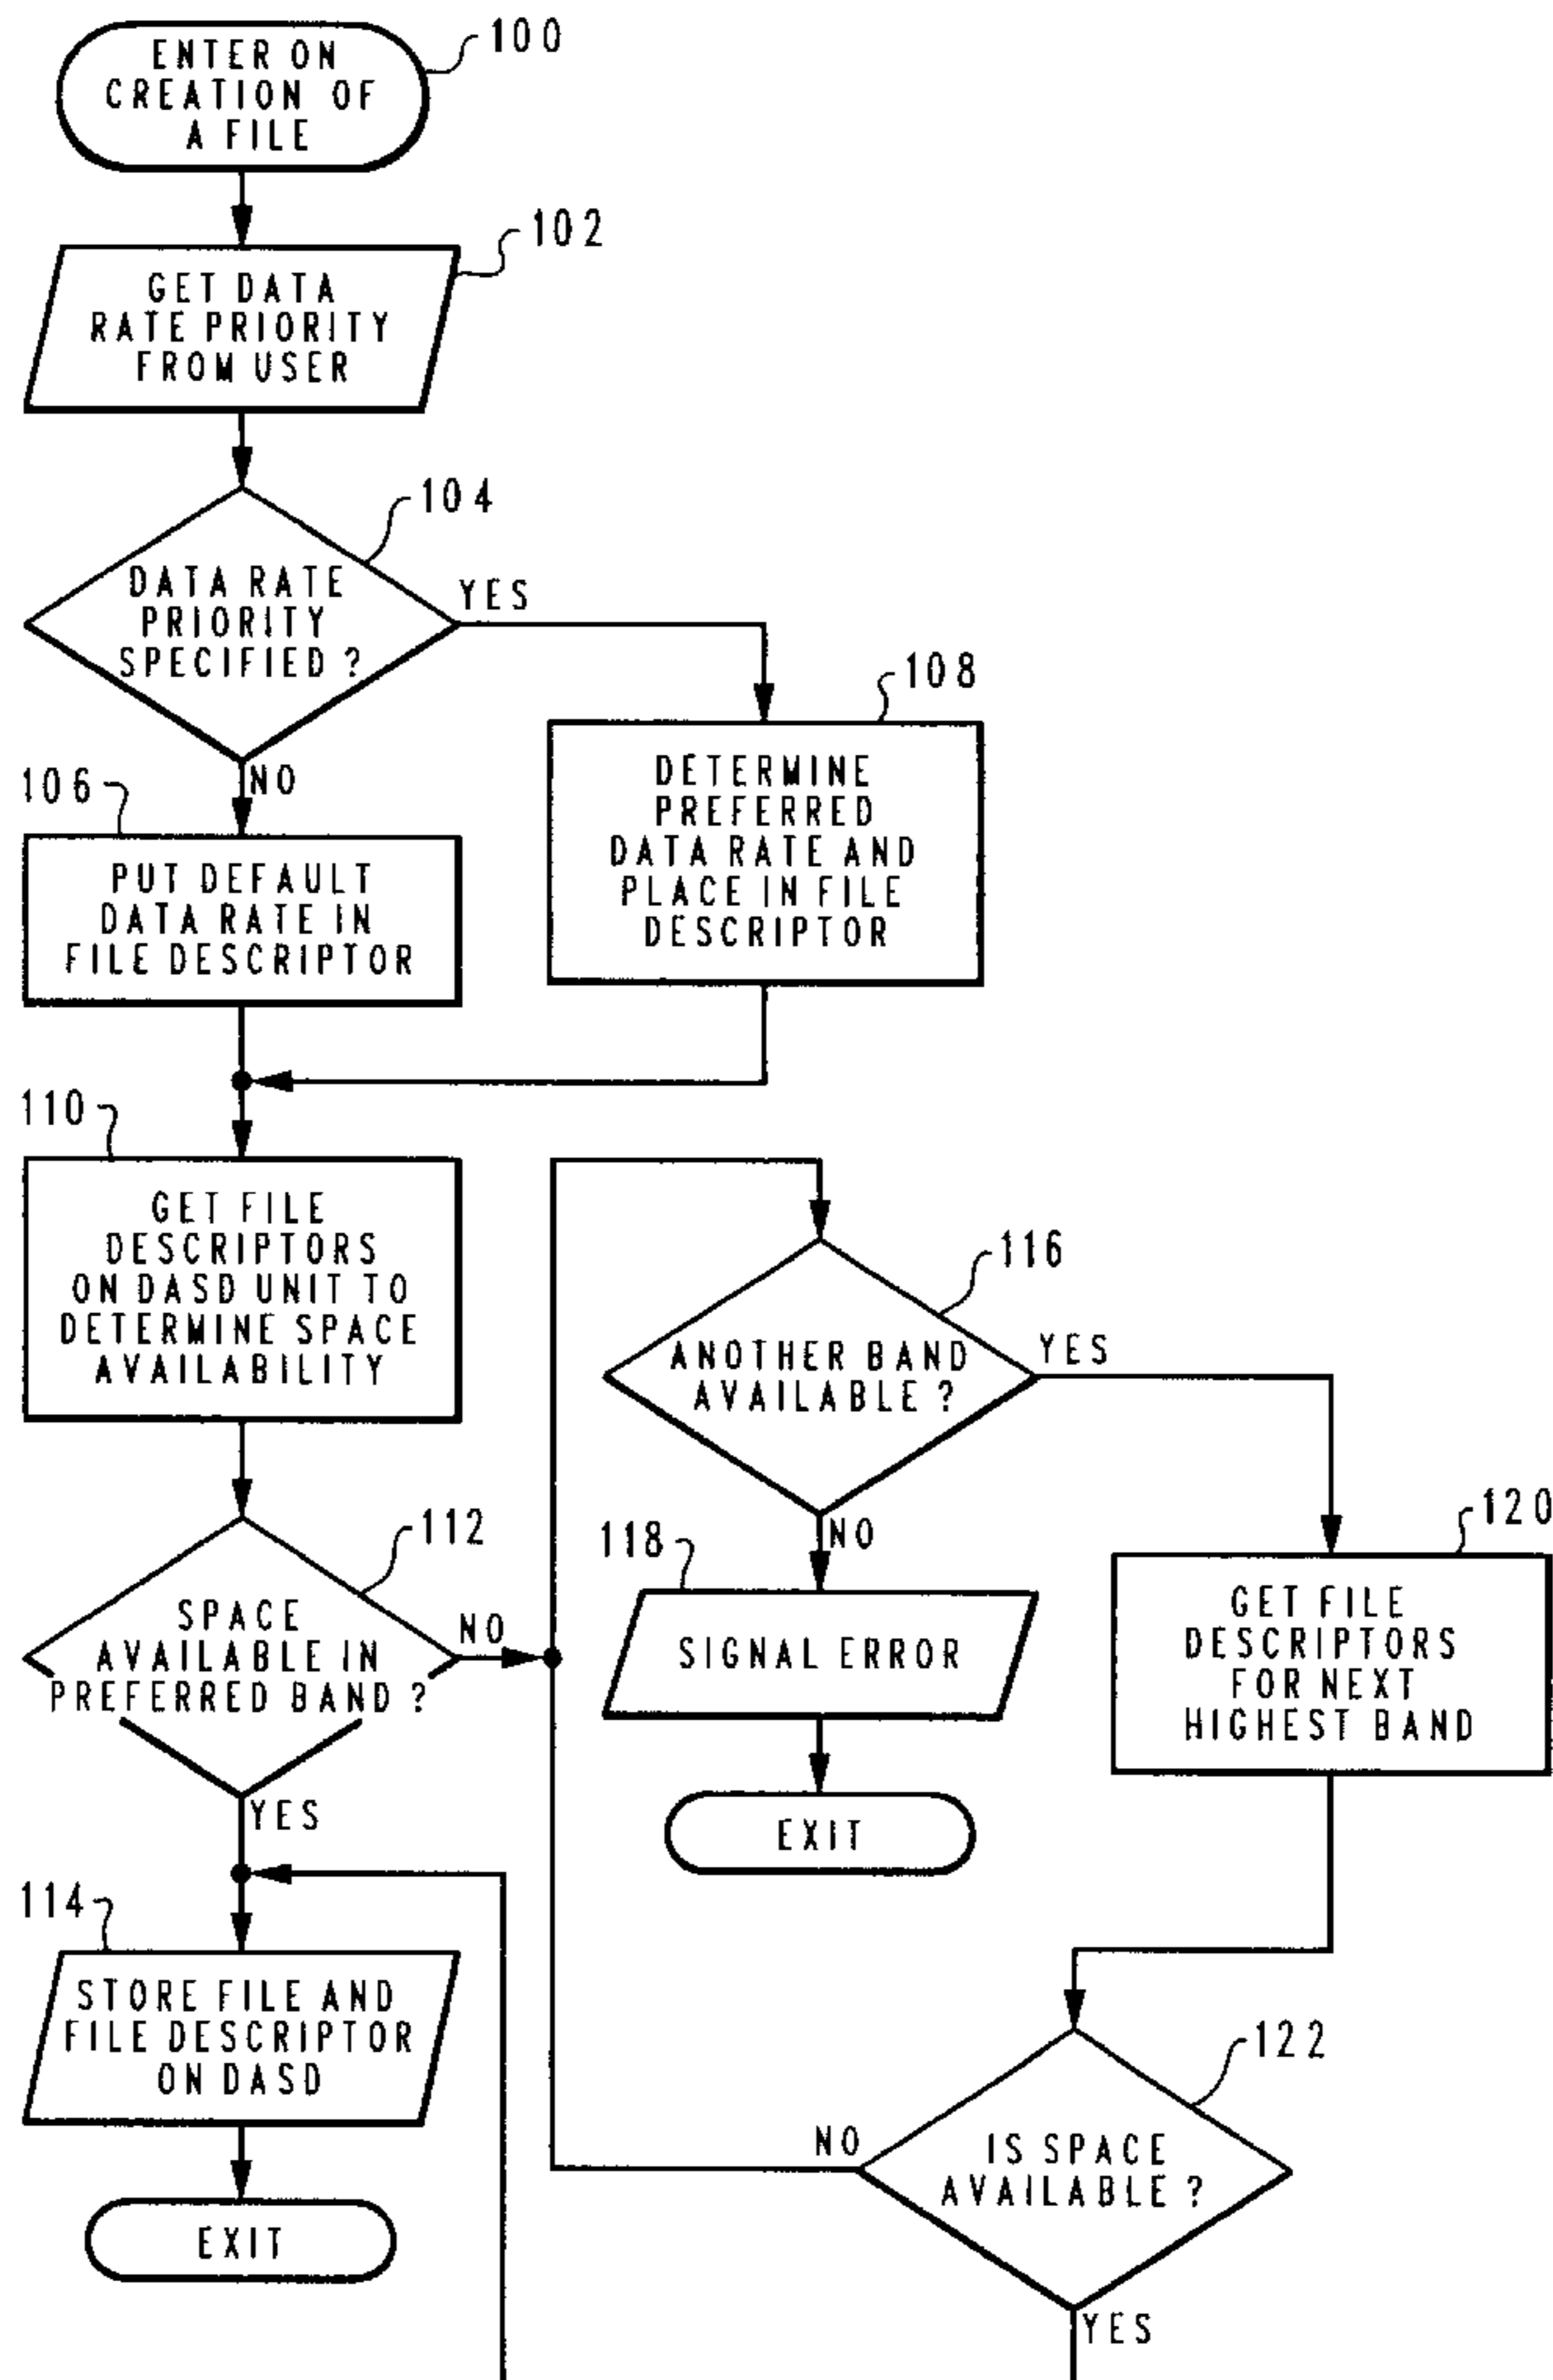 ENTER ON
CREATION OF
A FILE
100
GET DATA
RATE PRIORITY
FROM USER
102
DATA RATE
PRIORITY
SPECIFIED ?
104
YES
NO
108
DETERMINE
PREFERRED
DATA RATE AND
PLACE IN FILE
DESCRIPTOR
106
PUT DEFAULT
DATA RATE IN
FILE DESCRIPTOR
110
GET FILE
DESCRIPTORS
ON DASD UNIT TO
DETERMINE SPACE
AVAILABILITY
112
SPACE
AVAILABLE IN
PREFERRED BAND ?
NO
YES
116
ANOTHER BAND
AVAILABLE ?
YES
NO
118
SIGNAL ERROR
EXIT
120
GET FILE
DESCRIPTORS
FOR NEXT
HIGHEST BAND
114
STORE FILE AND
FILE DESCRIPTOR
ON DASD
EXIT
122
IS SPACE
AVAILABLE ?
NO
YES